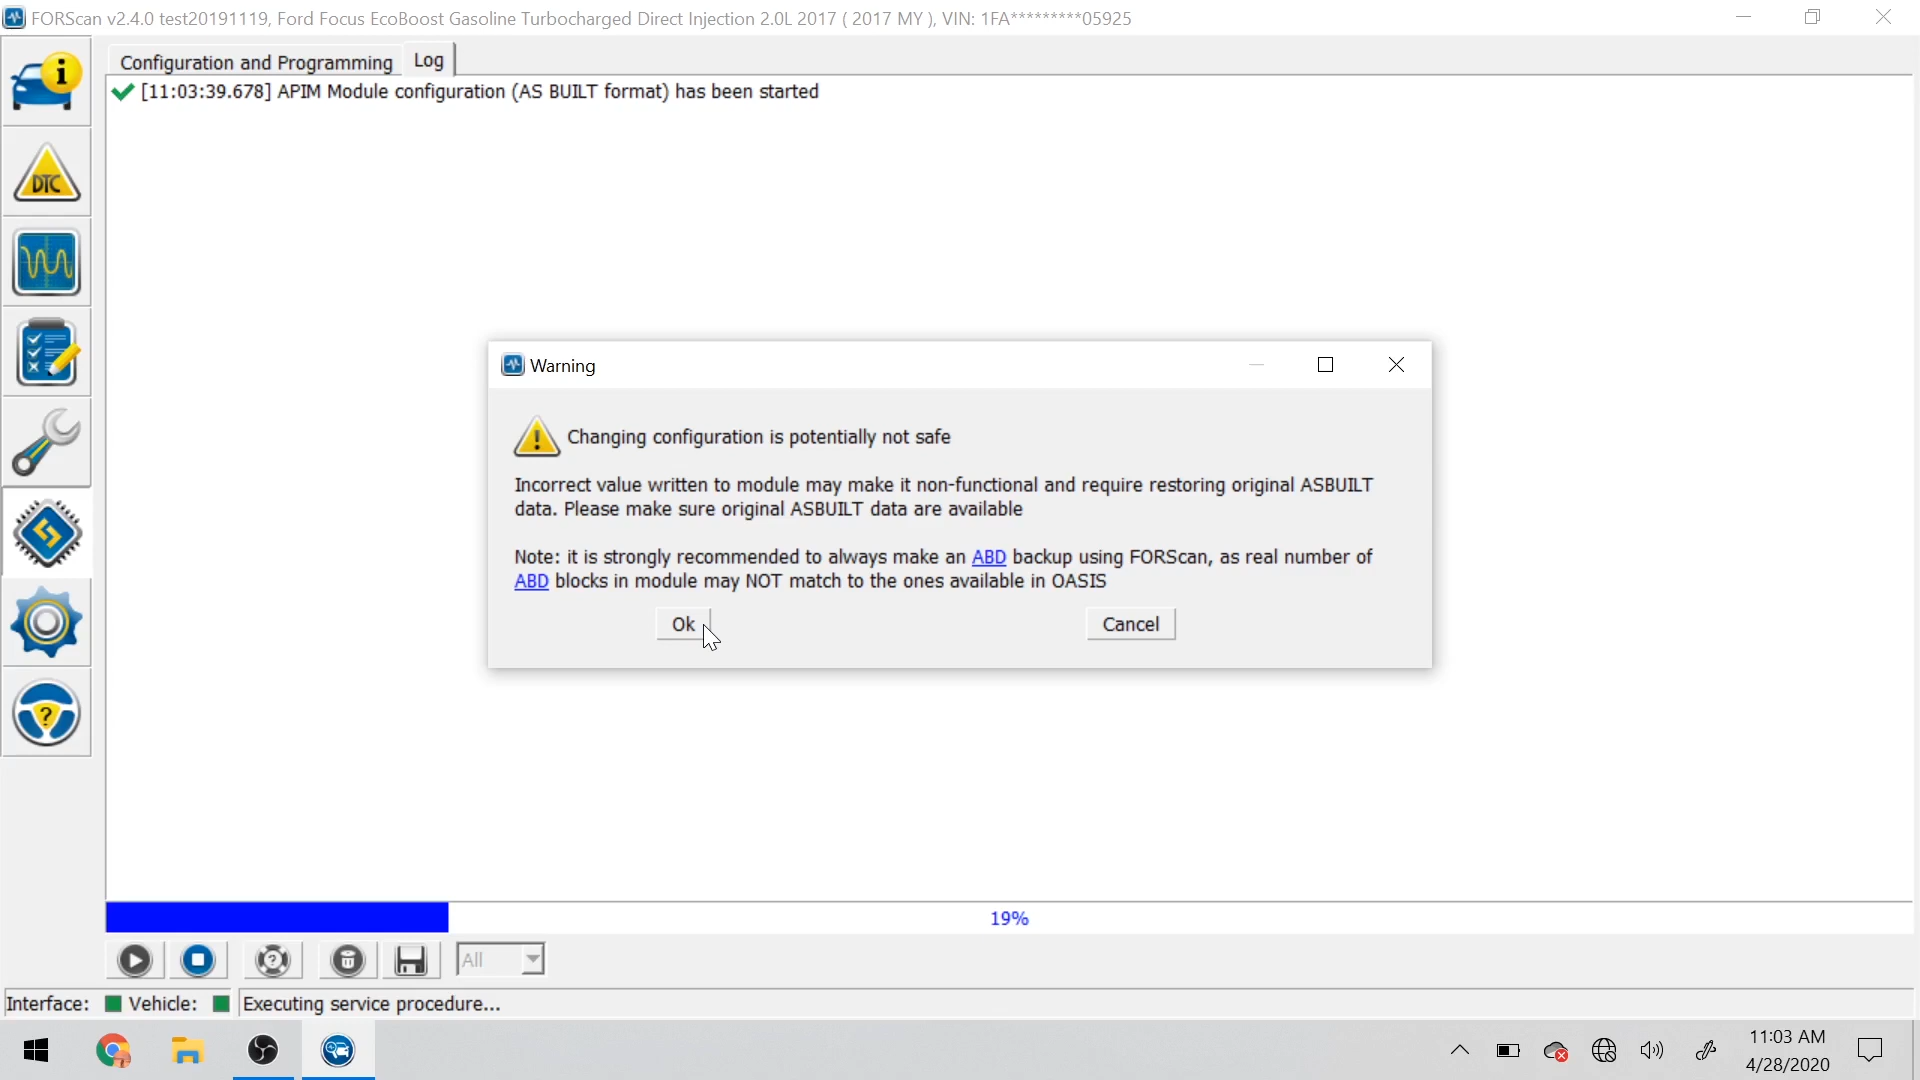 FORScan v2.4.0 test20191119, Ford Focus EcoBoost Gasoline Turbocharged Direct Injection 2.0L 2017 ( 2017 MY ), VIN: 1FA*********05925
Configuration and Programming
Log
[11:03:39.678] APIM Module configuration (AS BUILT format) has been started
i
DTC
?
Warning
Changing configuration is potentially not safe
Incorrect value written to module may make it non-functional and require restoring original ASBUILT
data. Please make sure original ASBUILT data are available
Note: it is strongly recommended to always make an ABD backup using FORScan, as real number of
ABD blocks in module may NOT match to the ones available in OASIS
Ok
Cancel
19%
?
All
Interface:
Vehicle:
Executing service procedure...
11:03 AM
4/28/2020